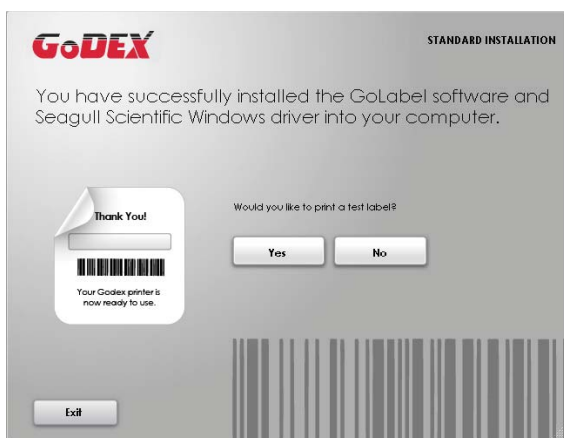 GoDEX
STANDARD INSTALLATION
You have successfully installed the GoLabel software and
Seagull Scientific Windows driver into your computer.
Thank You!
Your Godex printer is
now ready to use.
Would you like to print a test label?
Yes
No
Exit